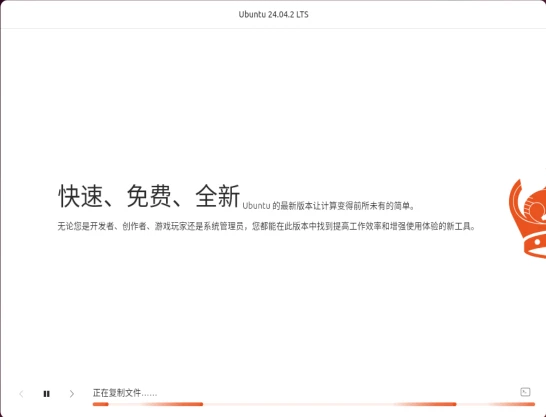 Ubuntu 24.04.2 LTS
快速、免费、全新 Ubuntu 的最新版本让计算变得前所未有的简单。
无论您是开发者、创作者、游戏玩家还是系统管理员，您都能在此版本中找到提高工作效率和增强使用体验的新工具。
正在复制文件……